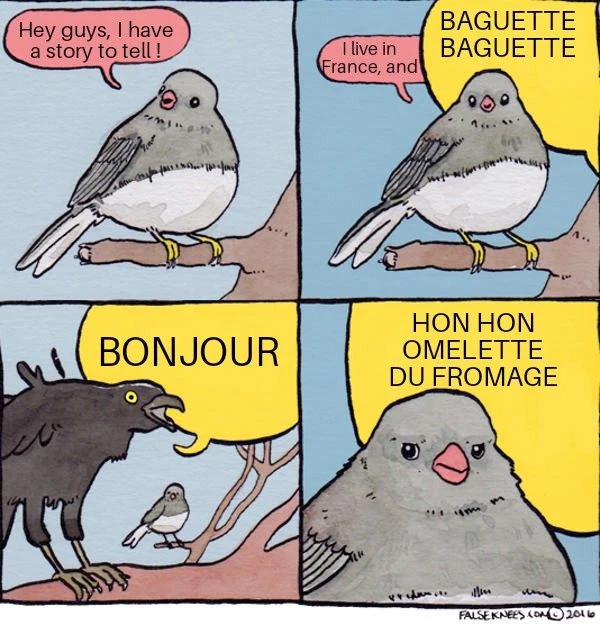 Hey guys, I have
a story to tell !
I live in
France, and
BAGUETTE
BAGUETTE
BONJOUR
HON HON
OMELETTE
DU FROMAGE
FALSEKNEES.COM © 2016